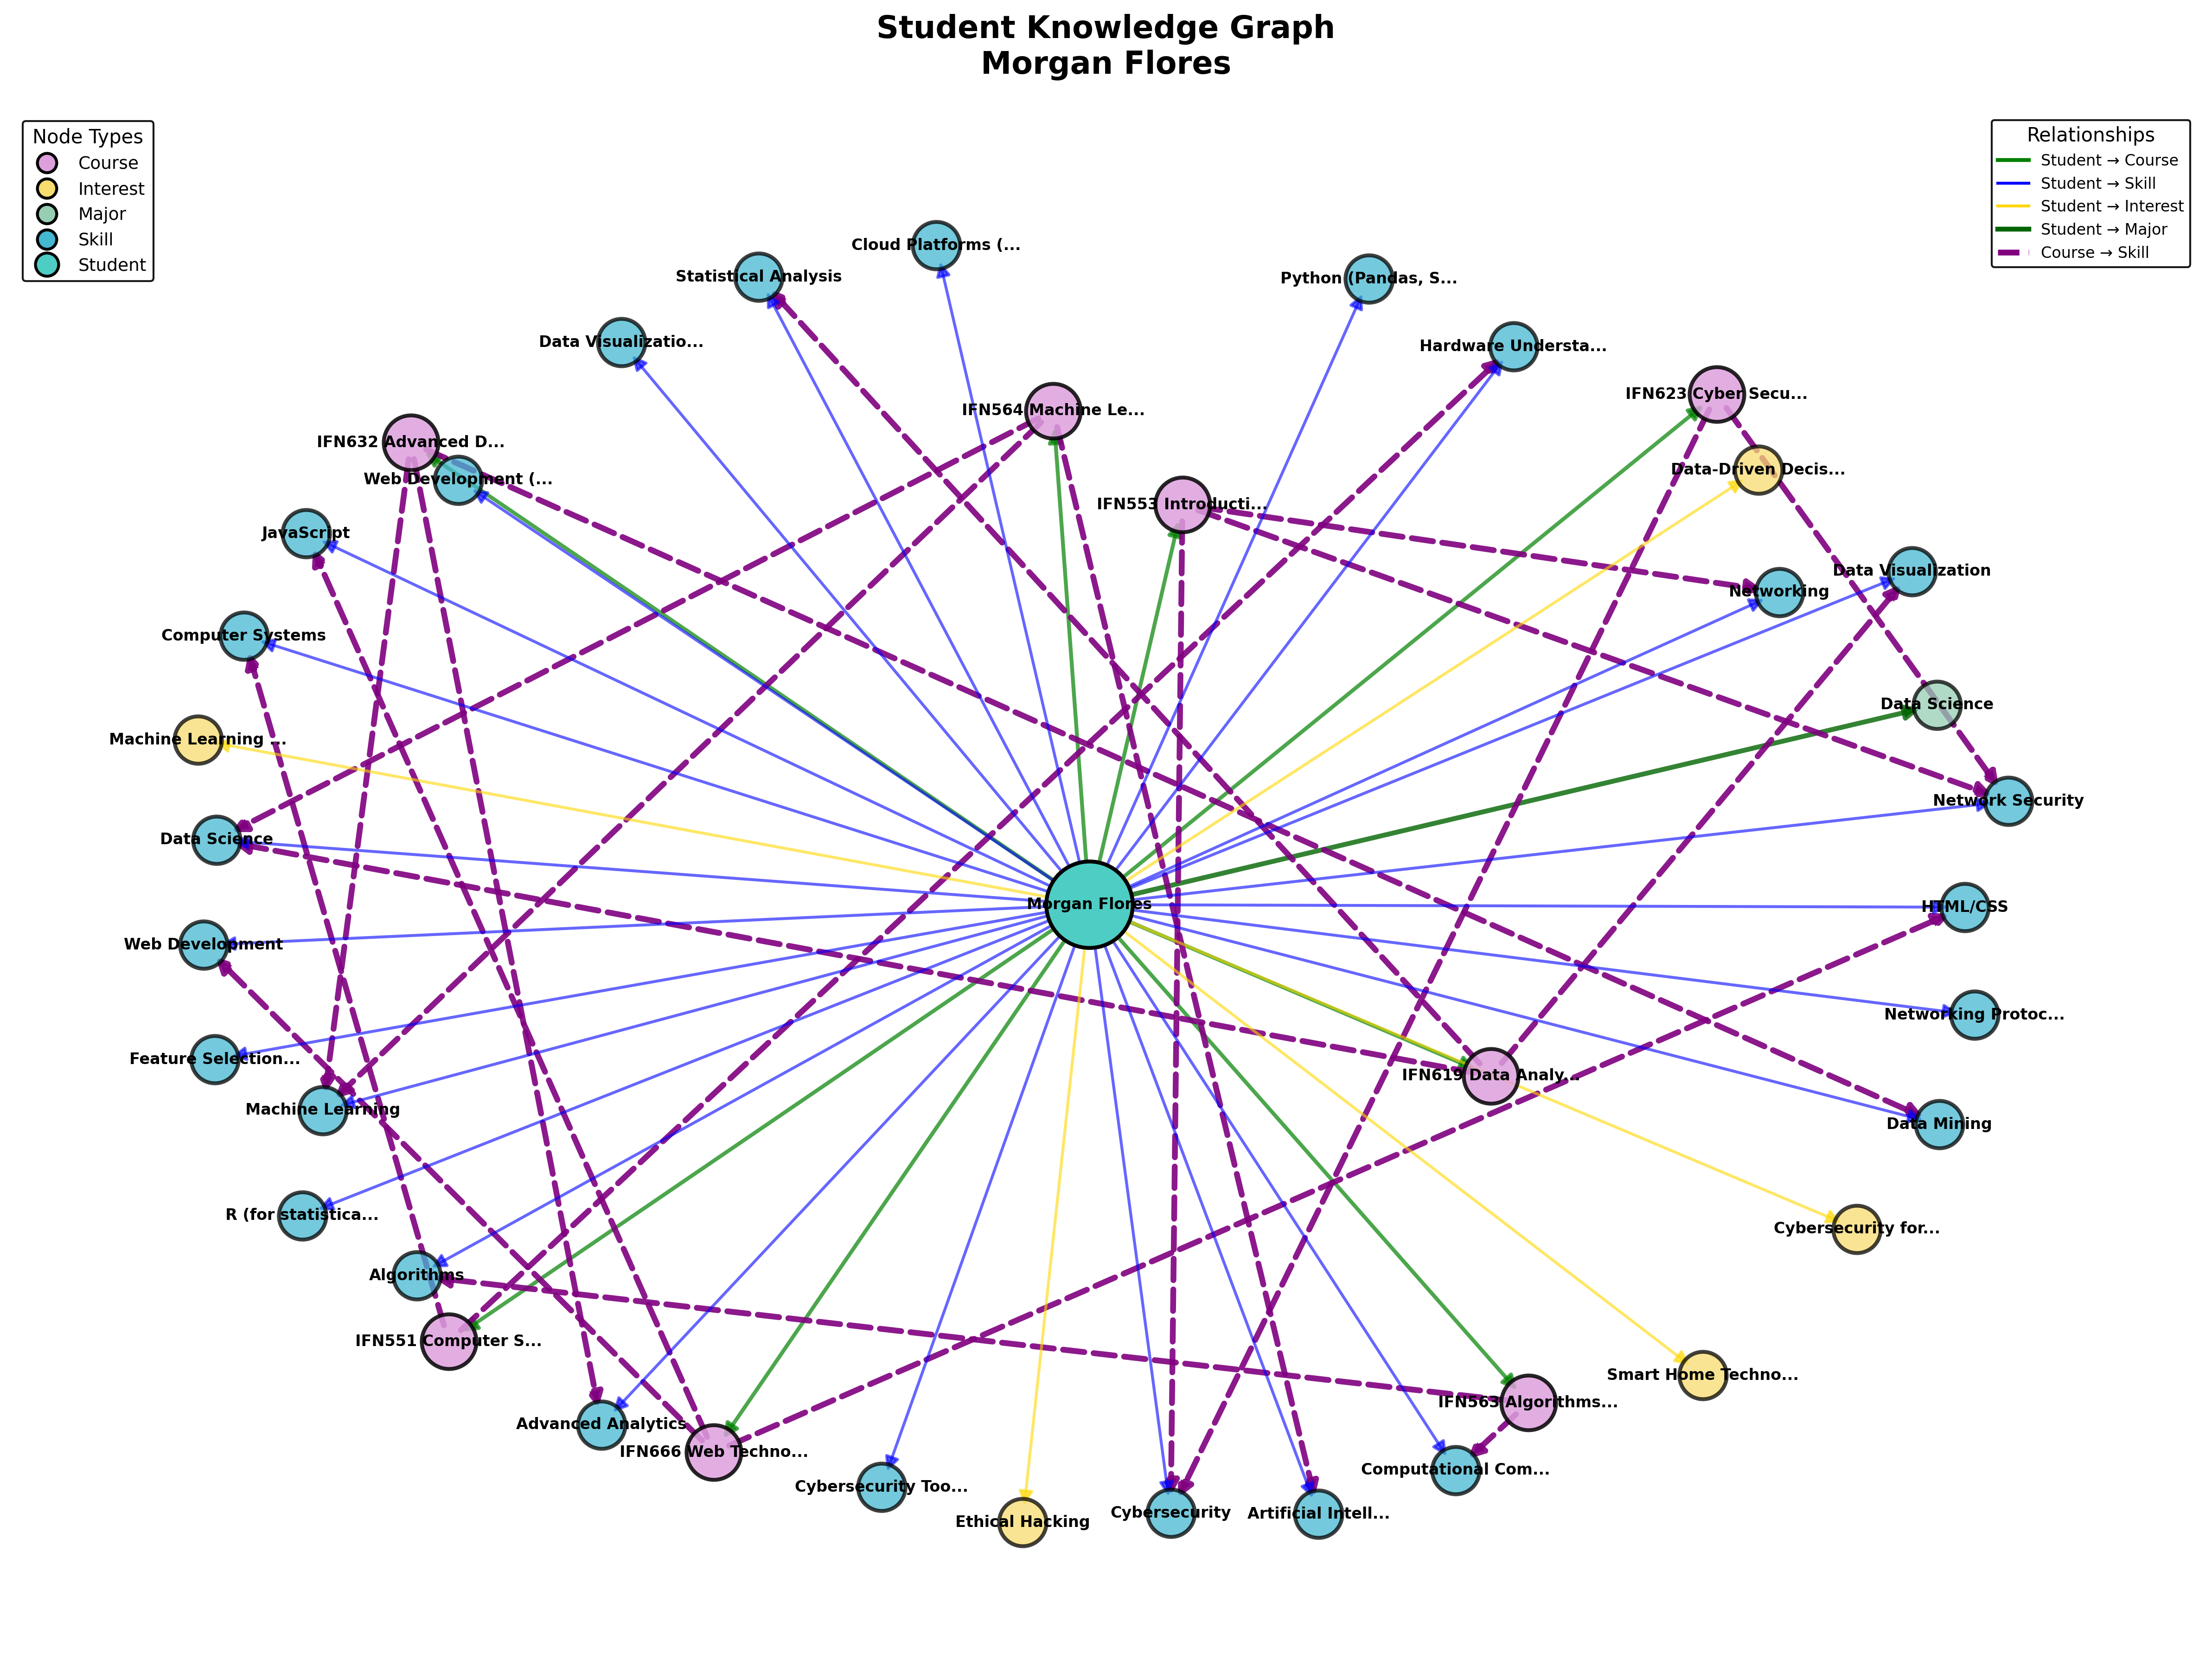 Student Knowledge Graph
Morgan Flores
Node Types
Course
Interest
Major
Skill
Student
Relationships
Student → Course
Student → Skill
Student → Interest
Student → Major
Course → Skill
Cloud Platforms (...
Statistical Analysis
Python (Pandas, S...
Data Visualizatio...
Hardware Understa...
IFN623 Cyber Secu...
IFN564 Machine Le...
IFN632 Advanced D...
Data-Driven Decis...
Web Development (...
IFN553 Introducti...
JavaScript
Data Visualization
Networking
Computer Systems
Data Science
Machine Learning ...
Network Security
Data Science
Morgan Flores
HTML/CSS
Web Development
Networking Protoc...
Feature Selection...
IFN619 Data Analy...
Machine Learning
Data Mining
R (for statistica...
Cybersecurity for...
Algorithms
IFN551 Computer S...
Smart Home Techno...
IFN563 Algorithms...
Advanced Analytics
IFN666 Web Techno...
Computational Com...
Cybersecurity Too...
Cybersecurity
Artificial Intell...
Ethical Hacking